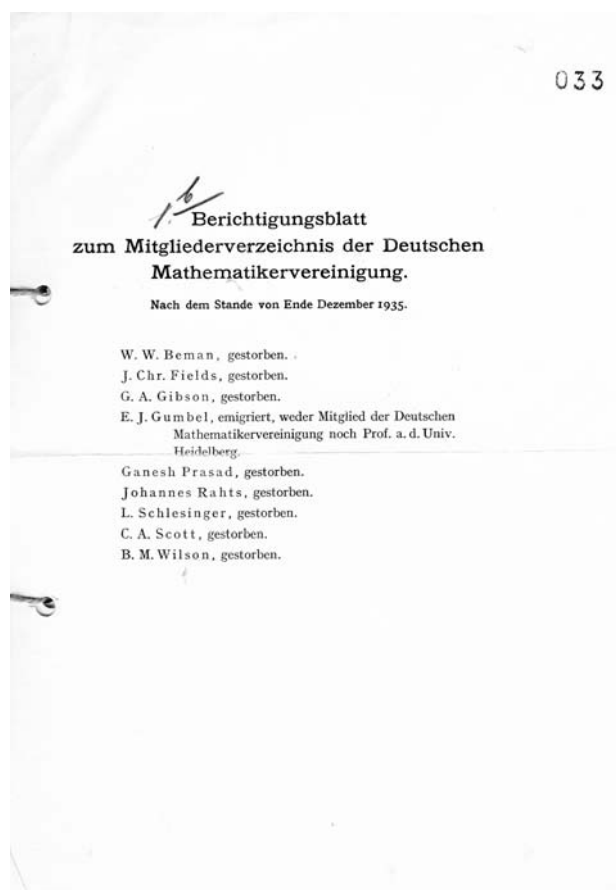 033
1. b
Berichtigungsblatt
zum Mitgliederverzeichnis der Deutschen
Mathematikervereinigung.
Nach dem Stande von Ende Dezember 1935.
W. W. Beman, gestorben.
J. Chr. Fields, gestorben.
G. A. Gibson, gestorben.
E. J. Gumbel, emigriert, weder Mitglied der Deutschen
Mathematikervereinigung noch Prof. a. d. Univ.
Heidelberg.
Ganesh Prasad, gestorben.
Johannes Rahts, gestorben.
L. Schlesinger, gestorben.
C. A. Scott, gestorben.
B. M. Wilson, gestorben.